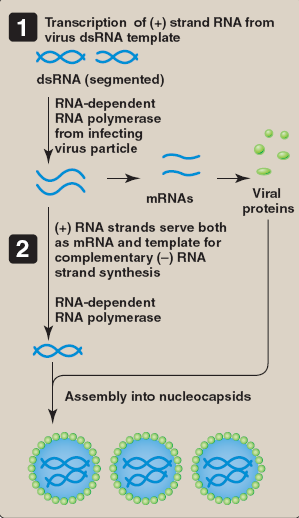 1 Transcription of (+) strand RNA from
virus dsRNA template
dsRNA (segmented)
RNA-dependent
RNA polymerase
from infecting
virus particle
mRNAs
Viral
proteins
2 (+) RNA strands serve both
as mRNA and template for
complementary (–) RNA
strand synthesis
RNA-dependent
RNA polymerase
Assembly into nucleocapsids